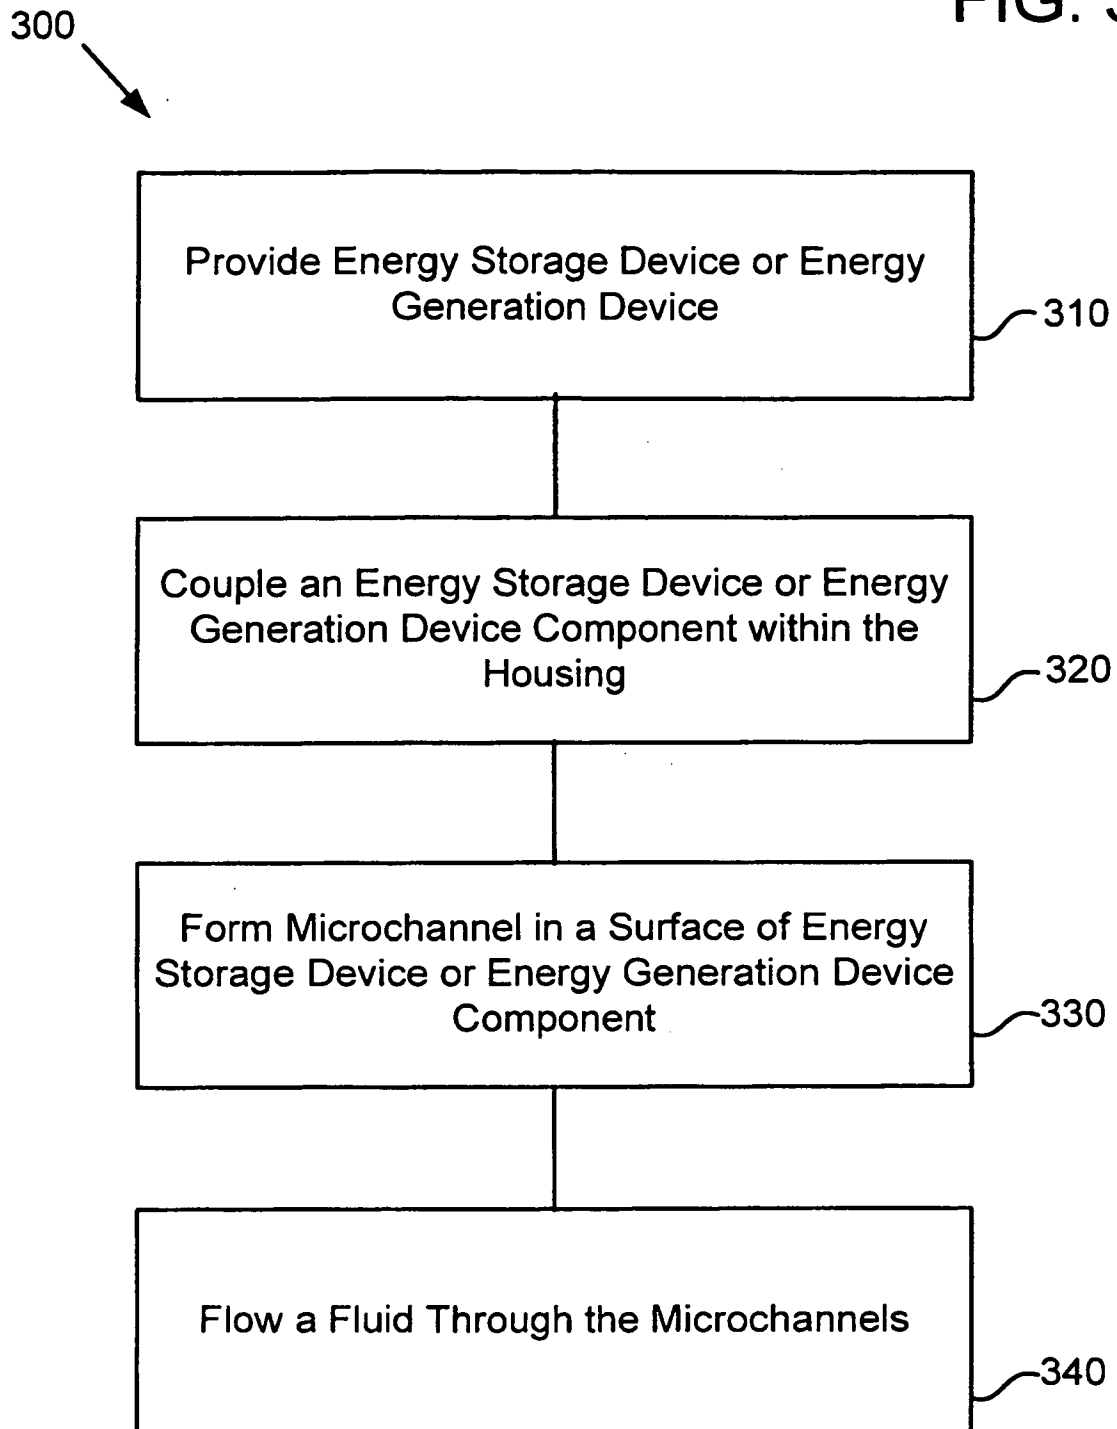 300
FIG. 3
Provide Energy Storage Device or Energy
Generation Device
310
Couple an Energy Storage Device or Energy
Generation Device Component within the
Housing
320
Form Microchannel in a Surface of Energy
Storage Device or Energy Generation Device
Component
330
Flow a Fluid Through the Microchannels
340